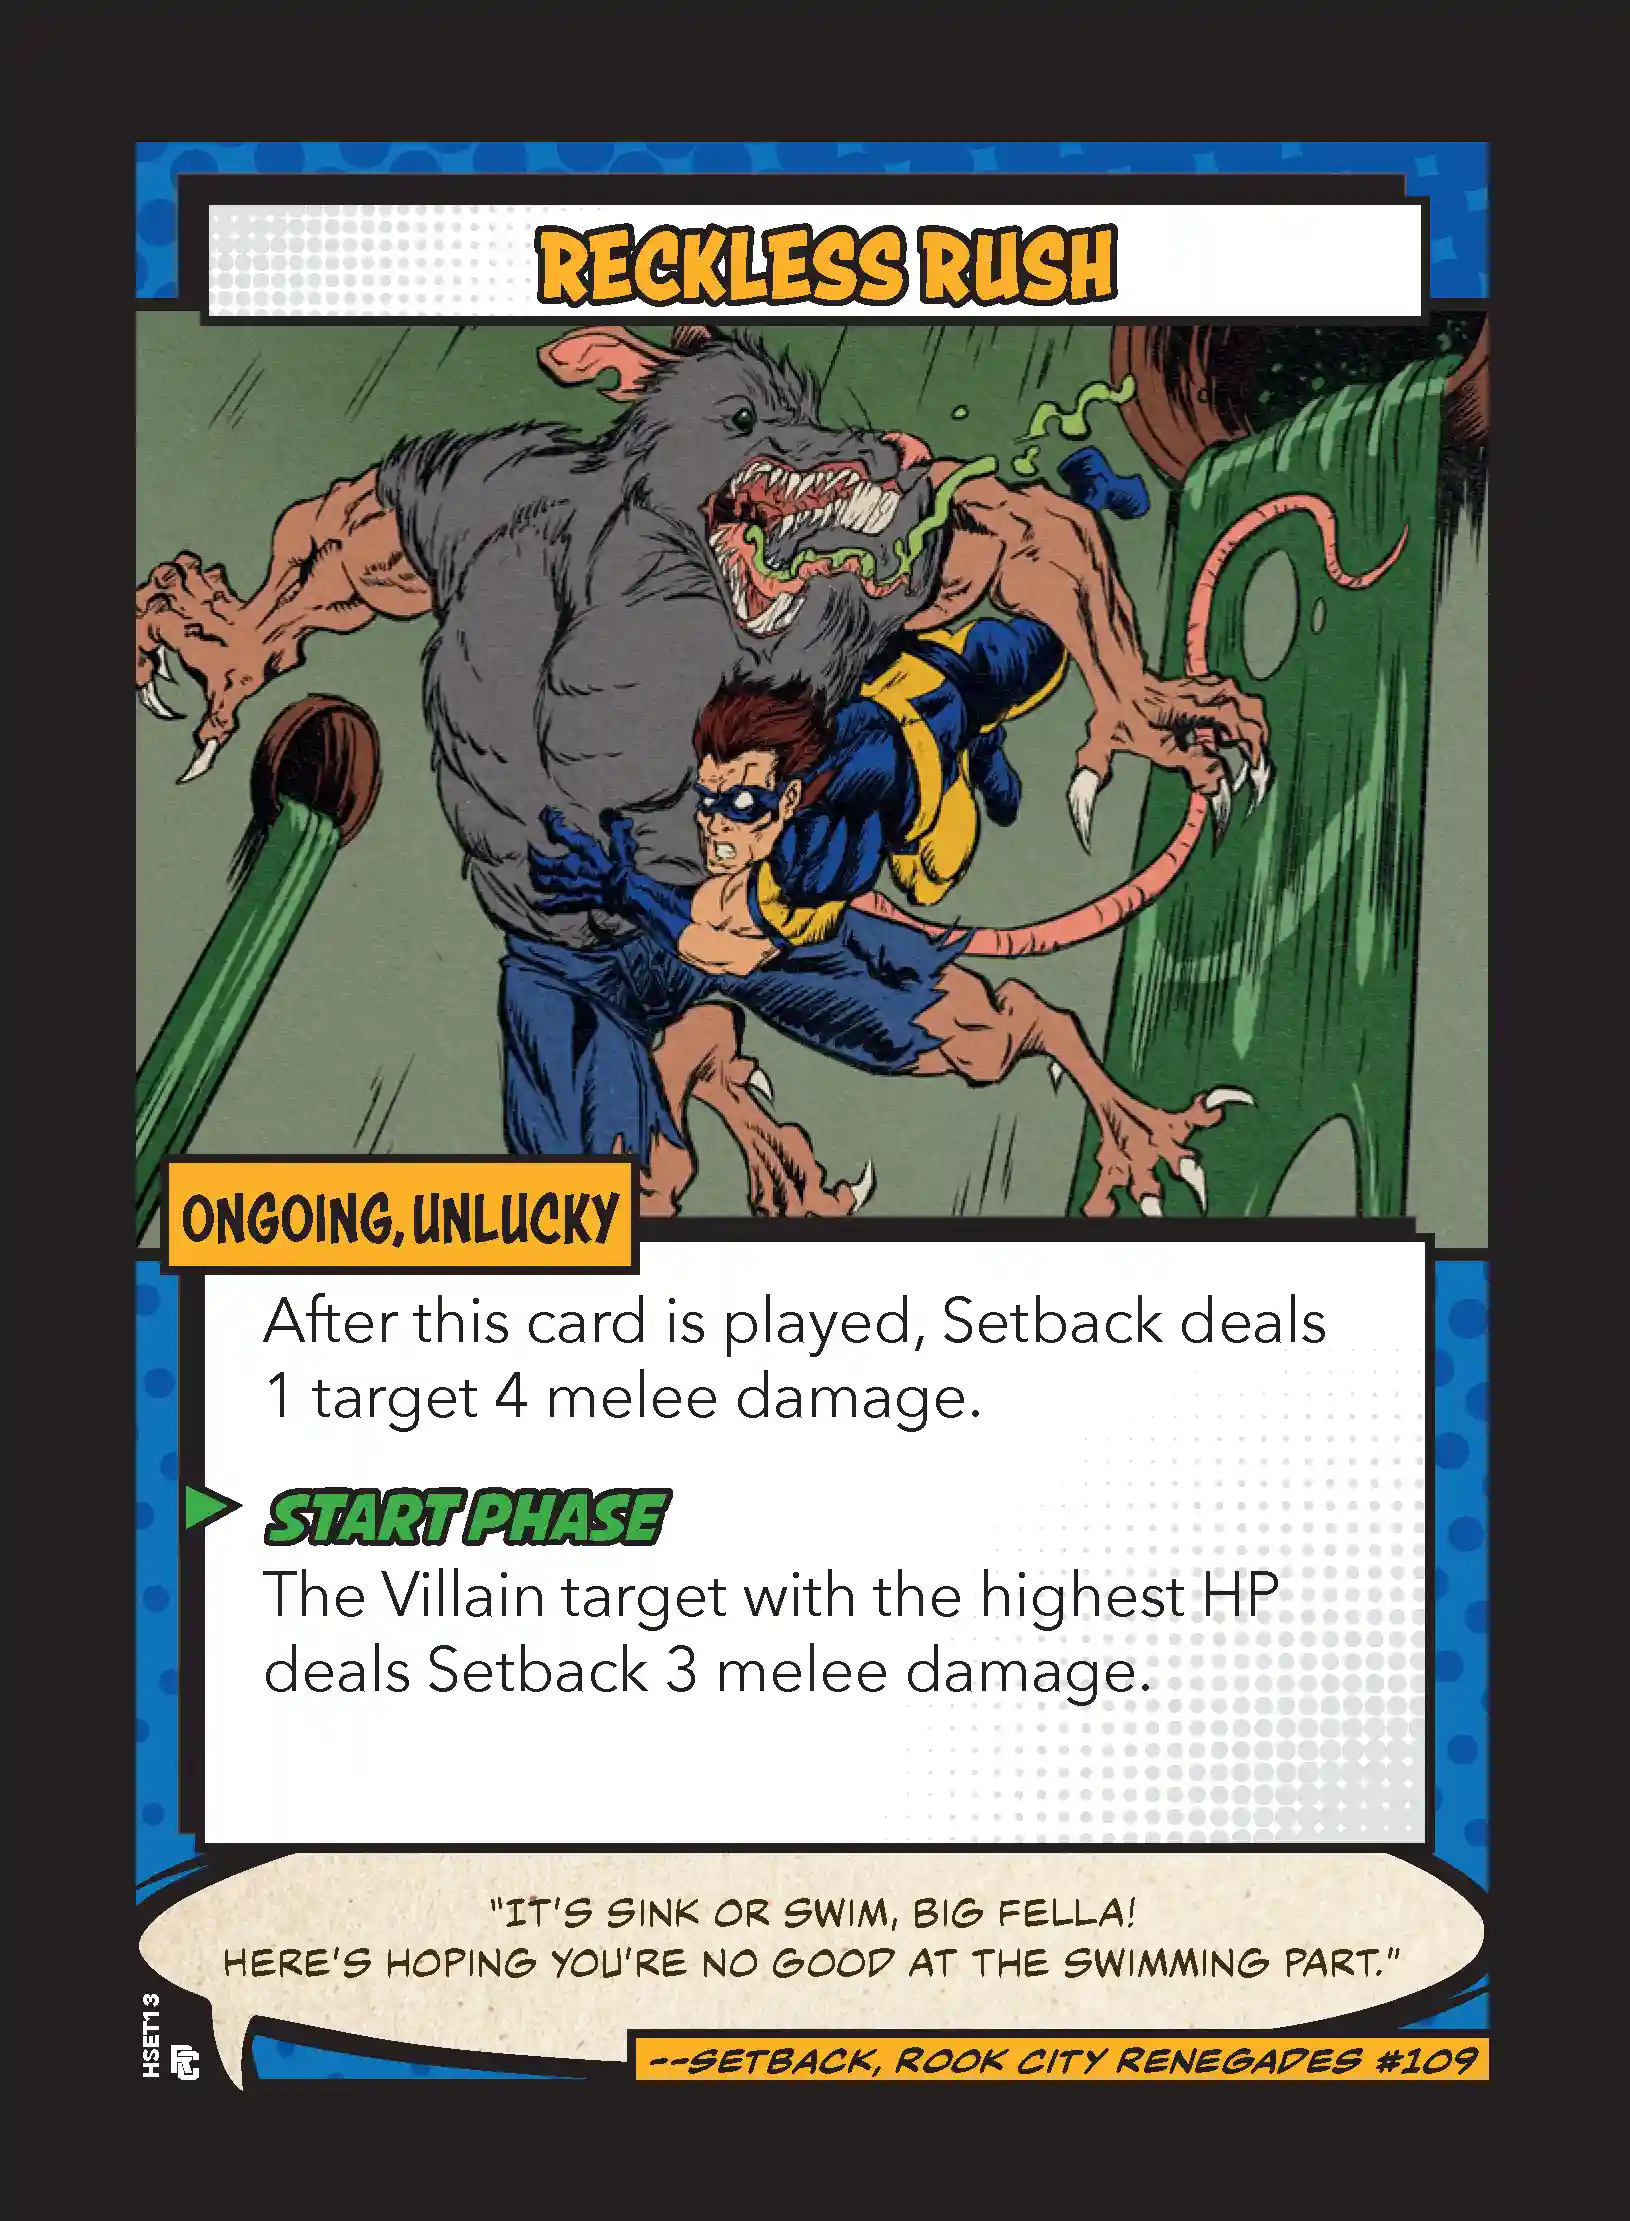 RECKLESS RUSH
ONGOING, UNLUCKY
After this card is played, Setback deals
1 target 4 melee damage.
START PHASE
The Villain target with the highest HP
deals Setback 3 melee damage.
"IT'S SINK OR SWIM, BIG FELLA!
HERE'S HOPING YOU'RE NO GOOD AT THE SWIMMING PART."
--SETBACK, ROOK CITY RENEGADES #109
HSET13